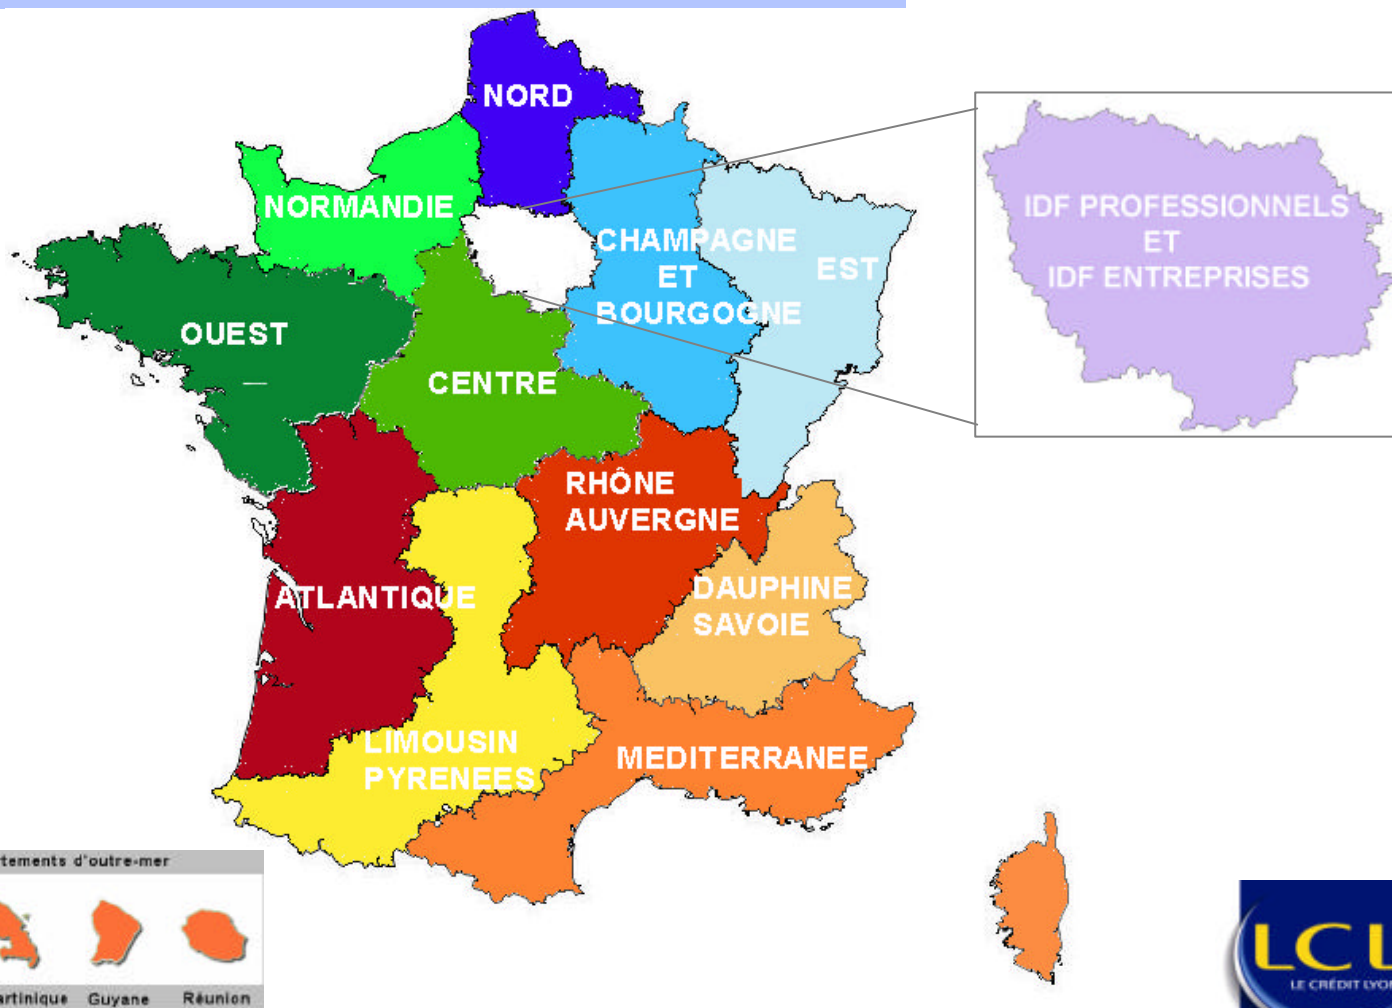 NORD
NORMANDIE
IDF PROFESSIONNELS
ET
IDF ENTREPRISES
CHAMPAGNE
ET
BOURGOGNE
EST
OUEST
CENTRE
RHÔNE
AUVERGNE
ATLANTIQUE
DAUPHINE
SAVOIE
LIMOUSIN
PYRENEES
MEDITERRANEE
tements d'outre-mer
artinique Guyane Réunion
LCL
LE CRÉDIT LYO